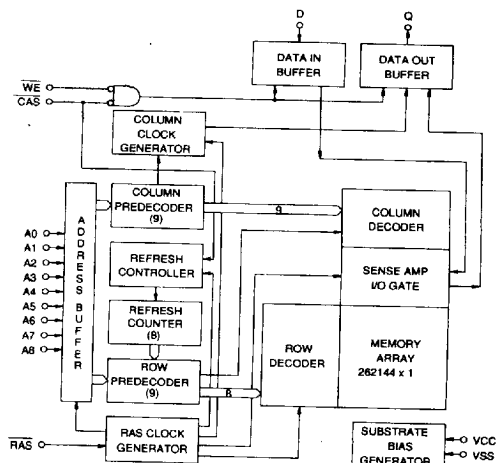 D
Q
DATA IN
BUFFER
DATA OUT
BUFFER
WE
CAS
COLUMN
CLOCK
GENERATOR
COLUMN
PREDECODER
(9)
9
COLUMN
DECODER
ADDRESS BUFFER
A0
A1
A2
A3
A4
A5
A6
A7
A8
REFRESH
CONTROLLER
SENSE AMP
I/O GATE
REFRESH
COUNTER
(8)
ROW
PREDECODER
(9)
8
ROW
DECODER
MEMORY
ARRAY
262144 x 1
RAS
RAS CLOCK
GENERATOR
SUBSTRATE
BIAS
GENERATOR
VCC
VSS